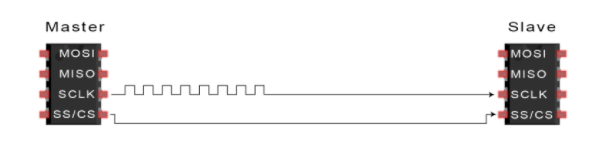 Master
Slave
MOSI
MISO
SCLK
SS/CS
MOSI
MISO
SCLK
SS/CS